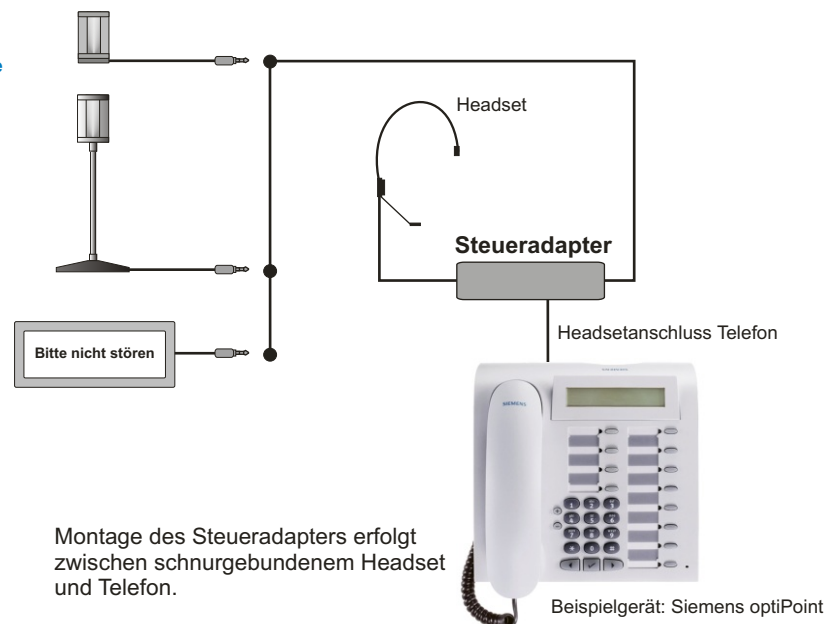 e
Headset
Steueradapter
Headsetanschluss Telefon
Bitte nicht stören
SIEMENS
Montage des Steueradapters erfolgt
zwischen schnurgebundenem Headset
und Telefon.
Beispielgerät: Siemens optiPoint